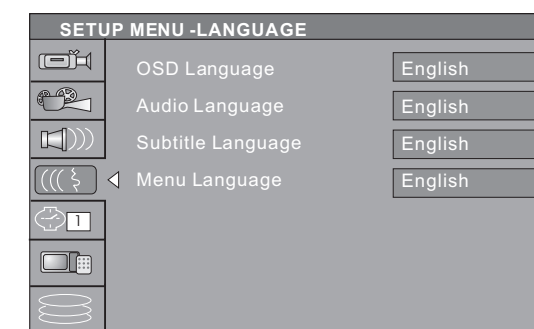 SETUP MENU -LANGUAGE
OSD Language English
Audio Language English
Subtitle Language English
Menu Language English
1